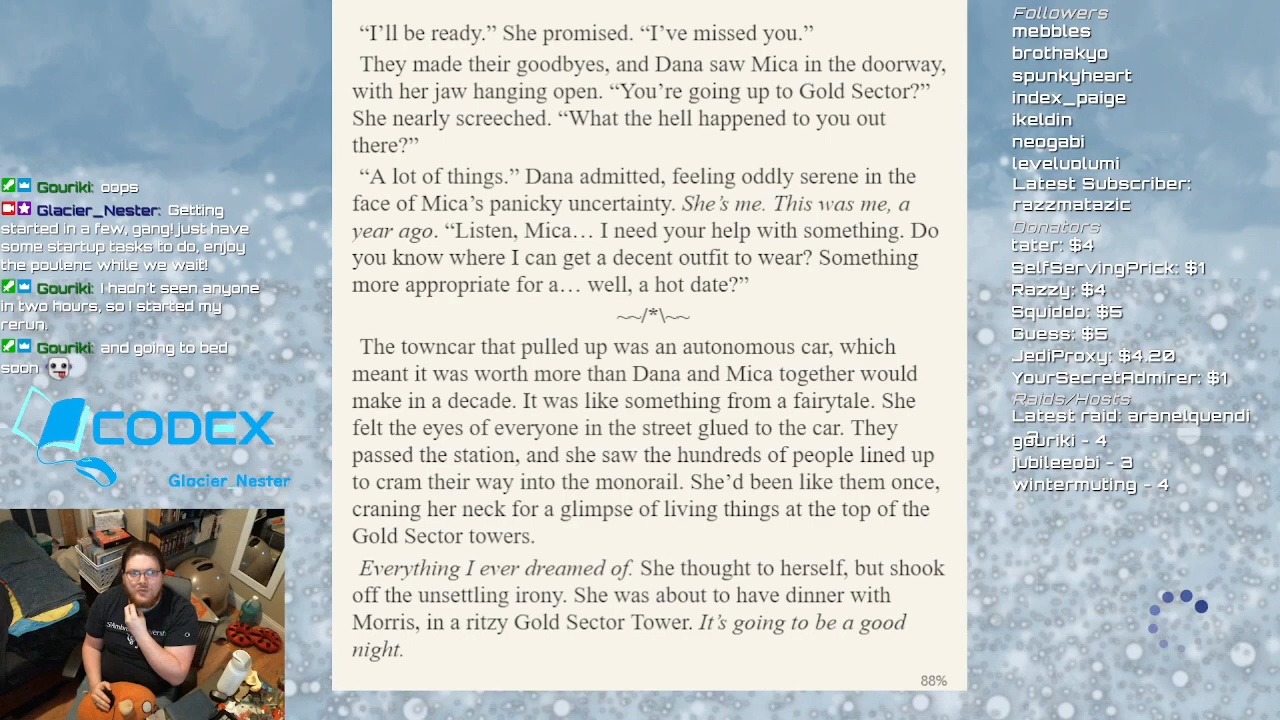 Gouriki: oops
Glacier_Nester: Getting
started in a few, gang! just have
some startup tasks to do, enjoy
the poulenc while we wait!
Gouriki: I hadn't seen anyone
in two hours, so I started my
rerun.
Gouriki: and going to bed
soon
CODEX
Glacier_Nester
“I’ll be ready.” She promised. “I’ve missed you.”
They made their goodbyes, and Dana saw Mica in the doorway,
with her jaw hanging open. “You’re going up to Gold Sector?”
She nearly screeched. “What the hell happened to you out
there?”
“A lot of things.” Dana admitted, feeling oddly serene in the
face of Mica’s panicky uncertainty. She’s me. This was me, a
year ago. “Listen, Mica… I need your help with something. Do
you know where I can get a decent outfit to wear? Something
more appropriate for a… well, a hot date?”
~~/*\~~
The towncar that pulled up was an autonomous car, which
meant it was worth more than Dana and Mica together would
make in a decade. It was like something from a fairytale. She
felt the eyes of everyone in the street glued to the car. They
passed the station, and she saw the hundreds of people lined up
to cram their way into the monorail. She’d been like them once,
craning her neck for a glimpse of living things at the top of the
Gold Sector towers.
Everything I ever dreamed of. She thought to herself, but shook
off the unsettling irony. She was about to have dinner with
Morris, in a ritzy Gold Sector Tower. It’s going to be a good
night.
88%
Followers
mebbles
brothakyo
spunkyheart
index_paige
ikeldin
neogabi
leveluplumi
Latest Subscriber:
razzmatazic
Donators
tater: $4
SelfServingPrick: $1
Razzy: $4
Squiddo: $5
Guess: $5
JediProxy: $4.20
YourSecretAdmirer: $1
Raids/Hosts
Latest raid: aranelquendi
gouriki - 4
jubileeobi - 3
wintermuting - 4